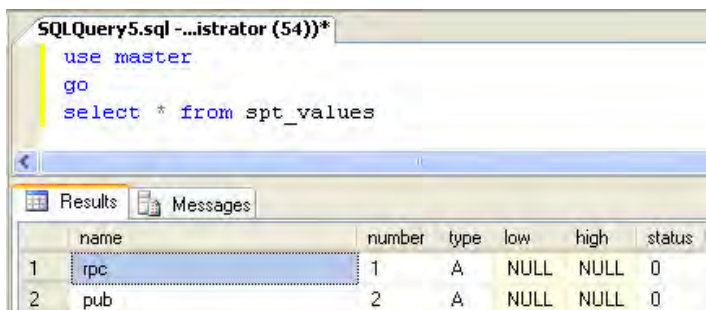 SQLQuery5.sql -...istrator (54))*
use master
go
select * from spt_values
Results Messages
name number type low high status
1 rpc 1 A NULL NULL 0
2 pub 2 A NULL NULL 0